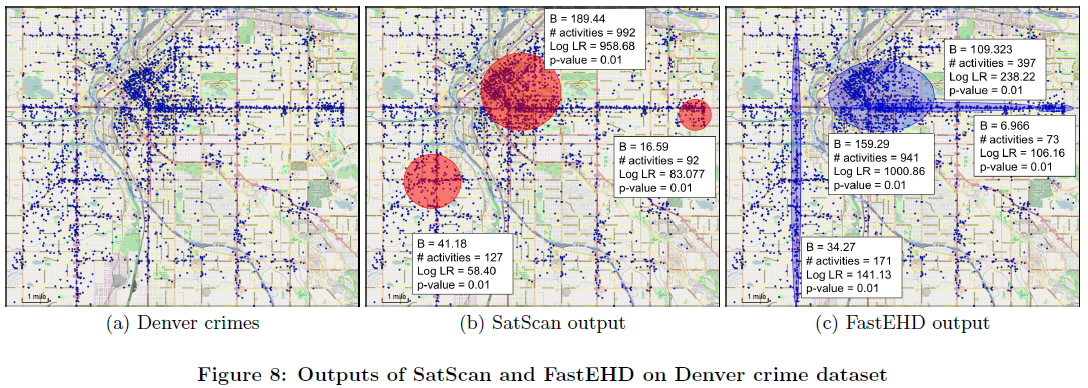 B = 189.44
# activities = 992
Log LR = 958.68
p-value = 0.01
B = 16.59
# activities = 92
Log LR = 83.077
p-value = 0.01
B = 41.18
# activities = 127
Log LR = 58.40
p-value = 0.01
B = 109.323
# activities = 397
Log LR = 238.22
p-value = 0.01
B = 6.966
# activities = 73
Log LR = 106.16
p-value = 0.01
B = 159.29
# activities = 941
Log LR = 1000.86
p-value = 0.01
B = 34.27
# activities = 171
Log LR = 141.13
p-value = 0.01
1 mile
1 mile
1 mile
(a) Denver crimes
(b) SatScan output
(c) FastEHD output
Figure 8: Outputs of SatScan and FastEHD on Denver crime dataset